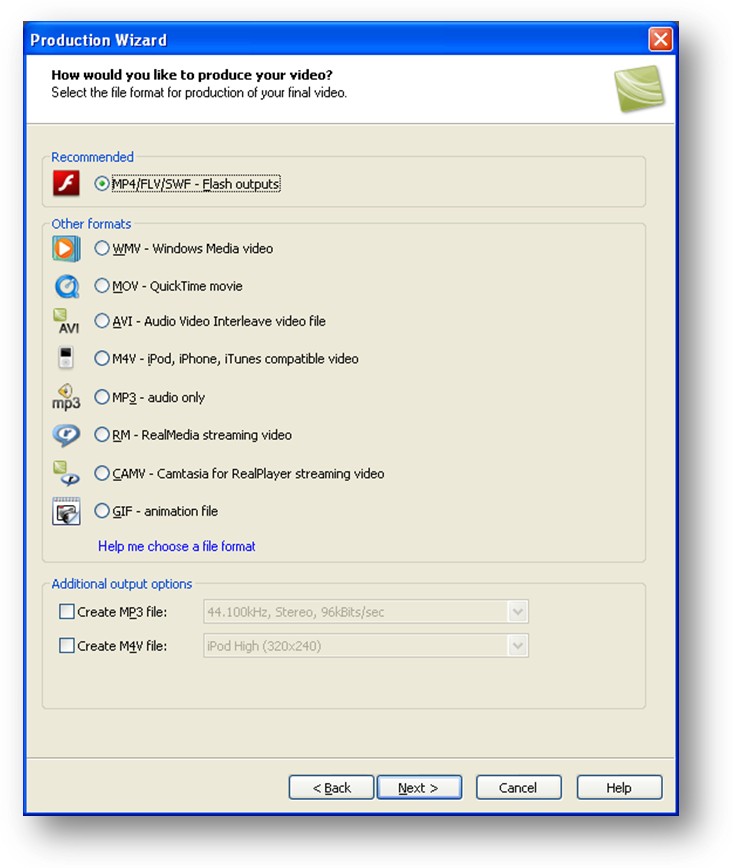 Production Wizard
How would you like to produce your video?
Select the file format for production of your final video.
Recommended
MP4/FLV/SWF - Flash outputs
Other formats
WMV - Windows Media video
MOV - QuickTime movie
AVI
AVI - Audio Video Interleave video file
M4V - iPod, iPhone, iTunes compatible video
mp3
MP3 - audio only
RM - RealMedia streaming video
CAMV - Camtasia for RealPlayer streaming video
GIF - animation file
Help me choose a file format
Additional output options
Create MP3 file: 44.100kHz, Stereo, 96kBits/sec
Create M4V file: iPod High (320x240)
< Back Next > Cancel Help